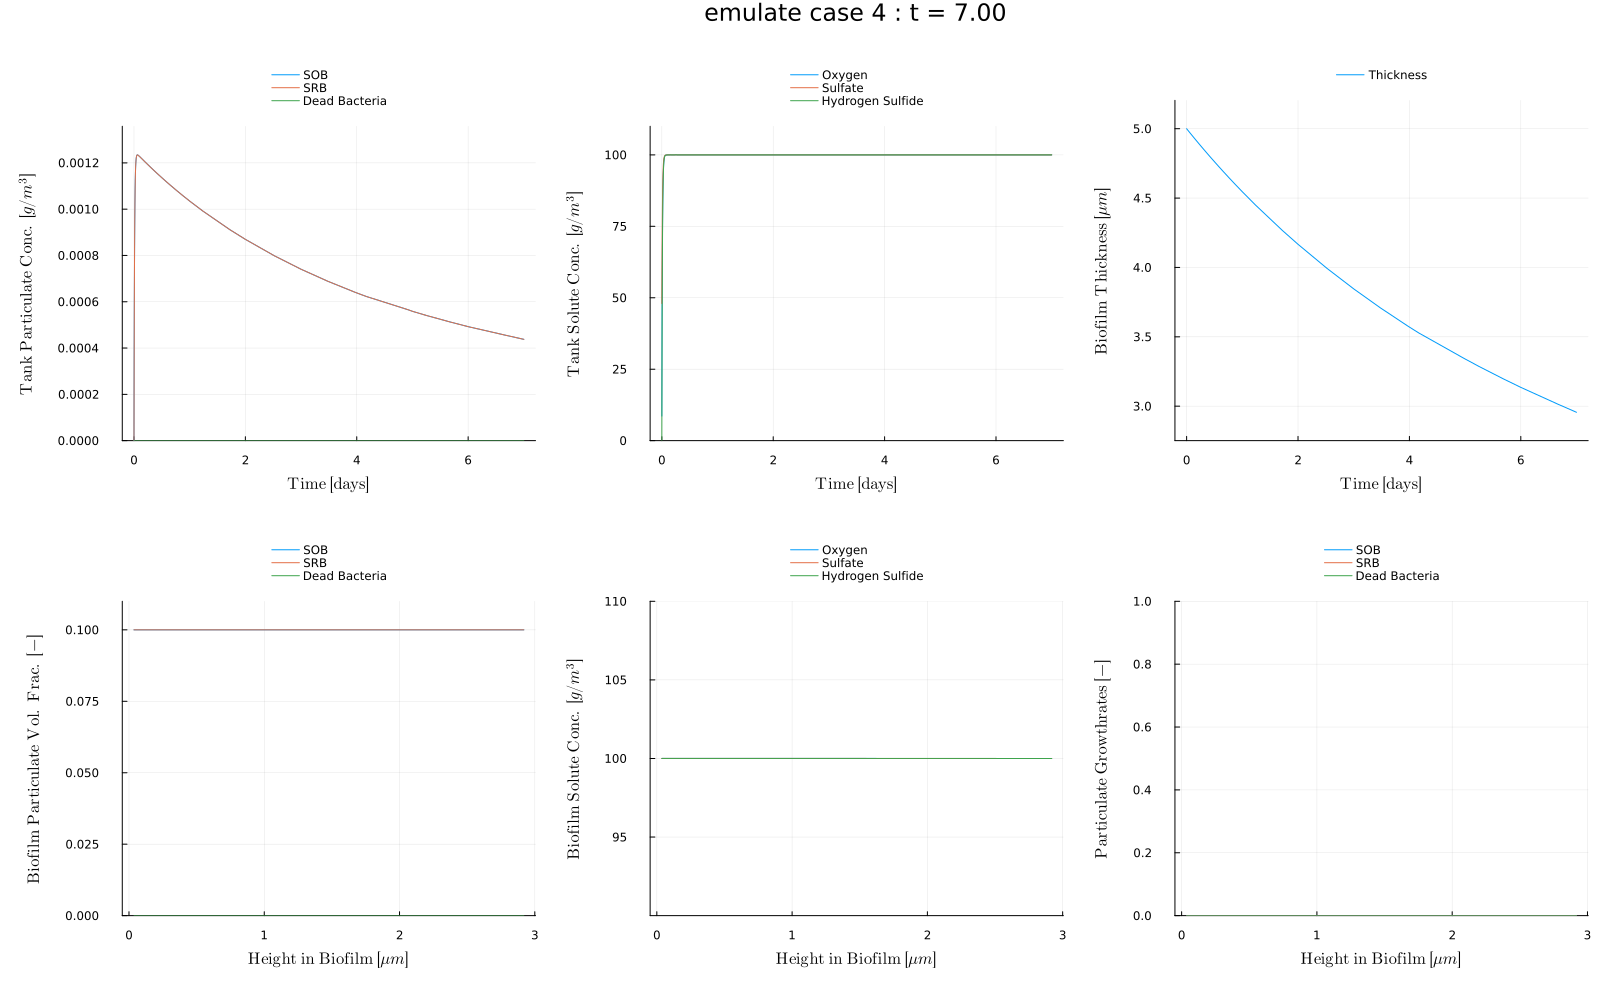 emulate case 4 : t = 7.00
SOB
SRB
Dead Bacteria
Tank Particulate Conc. [g/m³]
0.0012
0.0010
0.0008
0.0006
0.0004
0.0002
0.0000
0 2 4 6
Time [days]
Oxygen
Sulfate
Hydrogen Sulfide
Tank Solute Conc. [g/m³]
100
75
50
25
0
0 2 4 6
Time [days]
Thickness
Biofilm Thickness [μm]
5.0
4.5
4.0
3.5
3.0
0 2 4 6
Time [days]
SOB
SRB
Dead Bacteria
Biofilm Particulate Vol. Frac. [−]
0.100
0.075
0.050
0.025
0.000
0 1 2 3
Height in Biofilm [μm]
Oxygen
Sulfate
Hydrogen Sulfide
Biofilm Solute Conc. [g/m³]
110
105
100
95
0 1 2 3
Height in Biofilm [μm]
SOB
SRB
Dead Bacteria
Particulate Growthrates [−]
1.0
0.8
0.6
0.4
0.2
0.0
0 1 2 3
Height in Biofilm [μm]